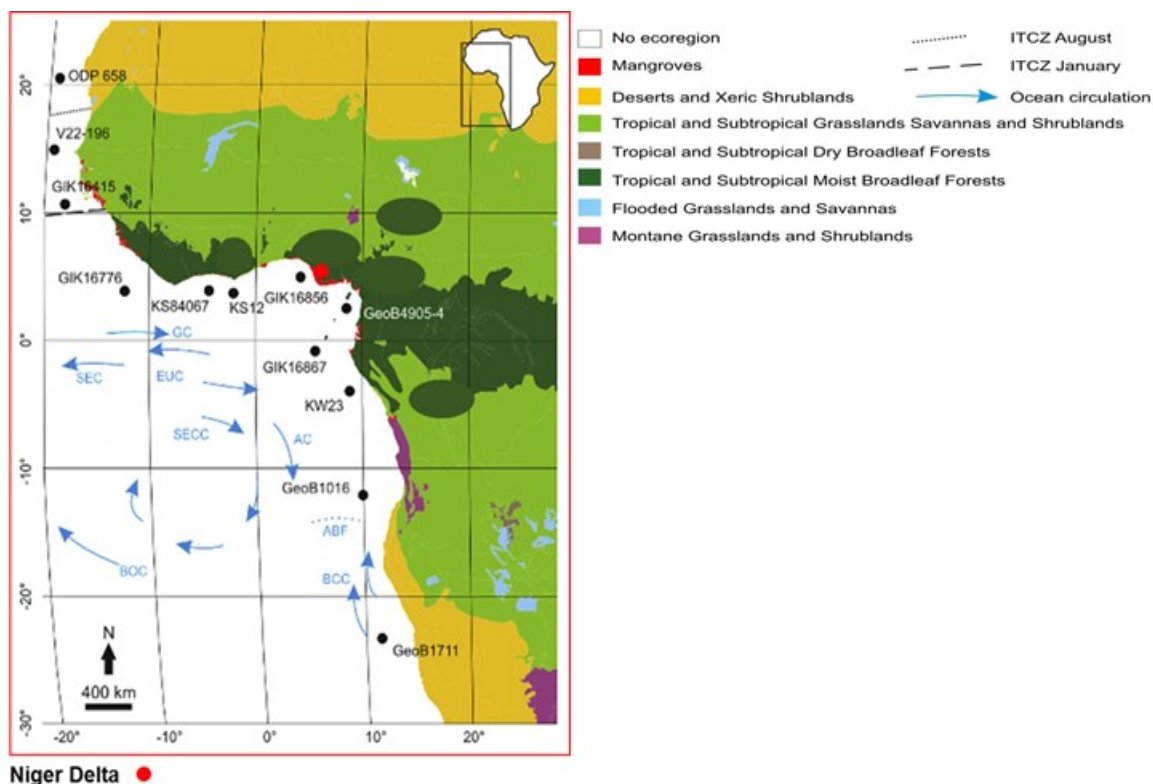 ODP 658
20°
V22-196
GIK16415
10°
GIK16776
KS84067
KS12
GIK16856
GeoB4905-4
GC
0°
GIK16867
SEC
EUC
KW23
SECC
AC
-10°
GeoB1016
ABF
BOC
BCC
-20°
N
GeoB1711
400 km
-30°
-20°
-10°
0°
10°
20°
Niger Delta
No ecoregion
Mangroves
Deserts and Xeric Shrublands
Tropical and Subtropical Grasslands Savannas and Shrublands
Tropical and Subtropical Dry Broadleaf Forests
Tropical and Subtropical Moist Broadleaf Forests
Flooded Grasslands and Savannas
Montane Grasslands and Shrublands
ITCZ August
ITCZ January
Ocean circulation